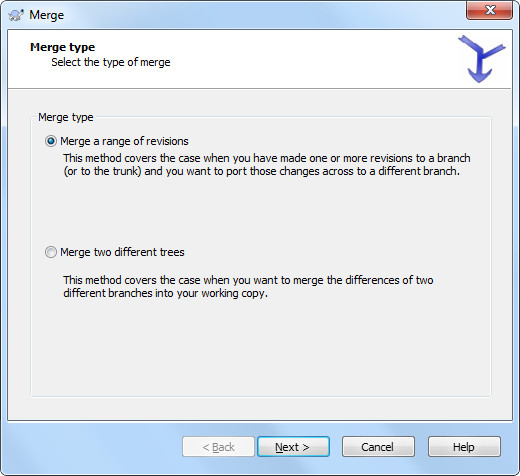 Merge
Merge type
Select the type of merge
Merge type
Merge a range of revisions
This method covers the case when you have made one or more revisions to a branch
(or to the trunk) and you want to port those changes across to a different branch.
Merge two different trees
This method covers the case when you want to merge the differences of two
different branches into your working copy.
< Back
Next >
Cancel
Help